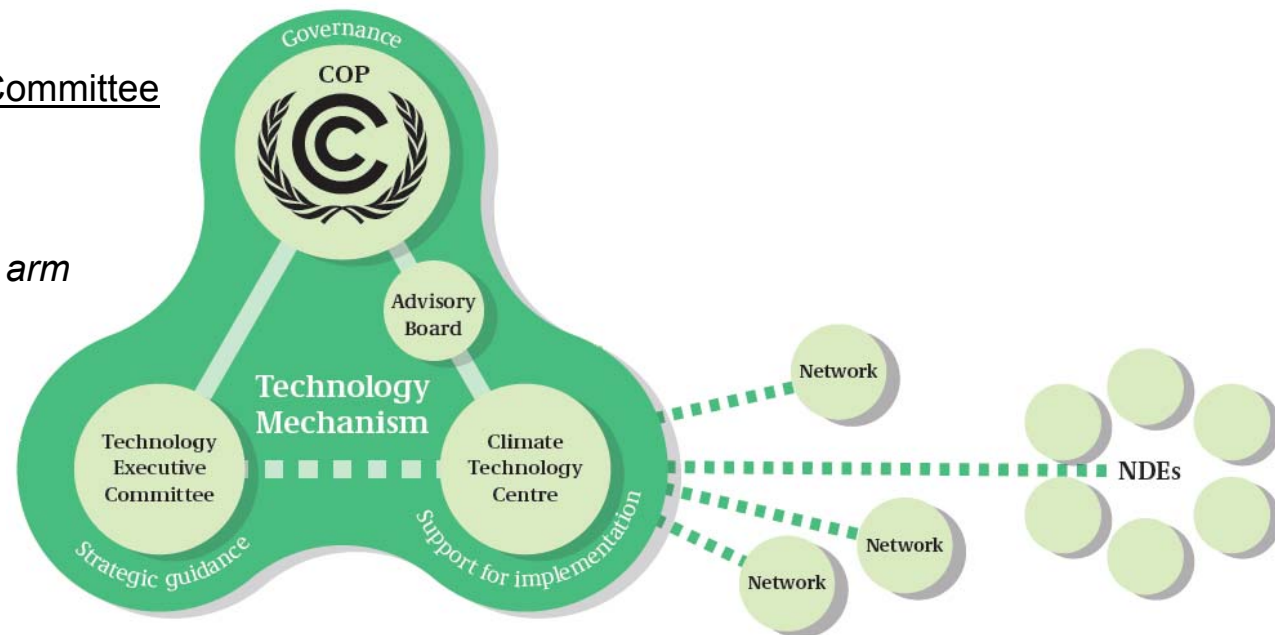 Governance
COP
Committee
arm
Advisory
Board
Technology
Mechanism
Technology
Executive
Committee
Climate
Technology
Centre
Strategic guidance
Support for implementation
Network
NDEs
Network
Network